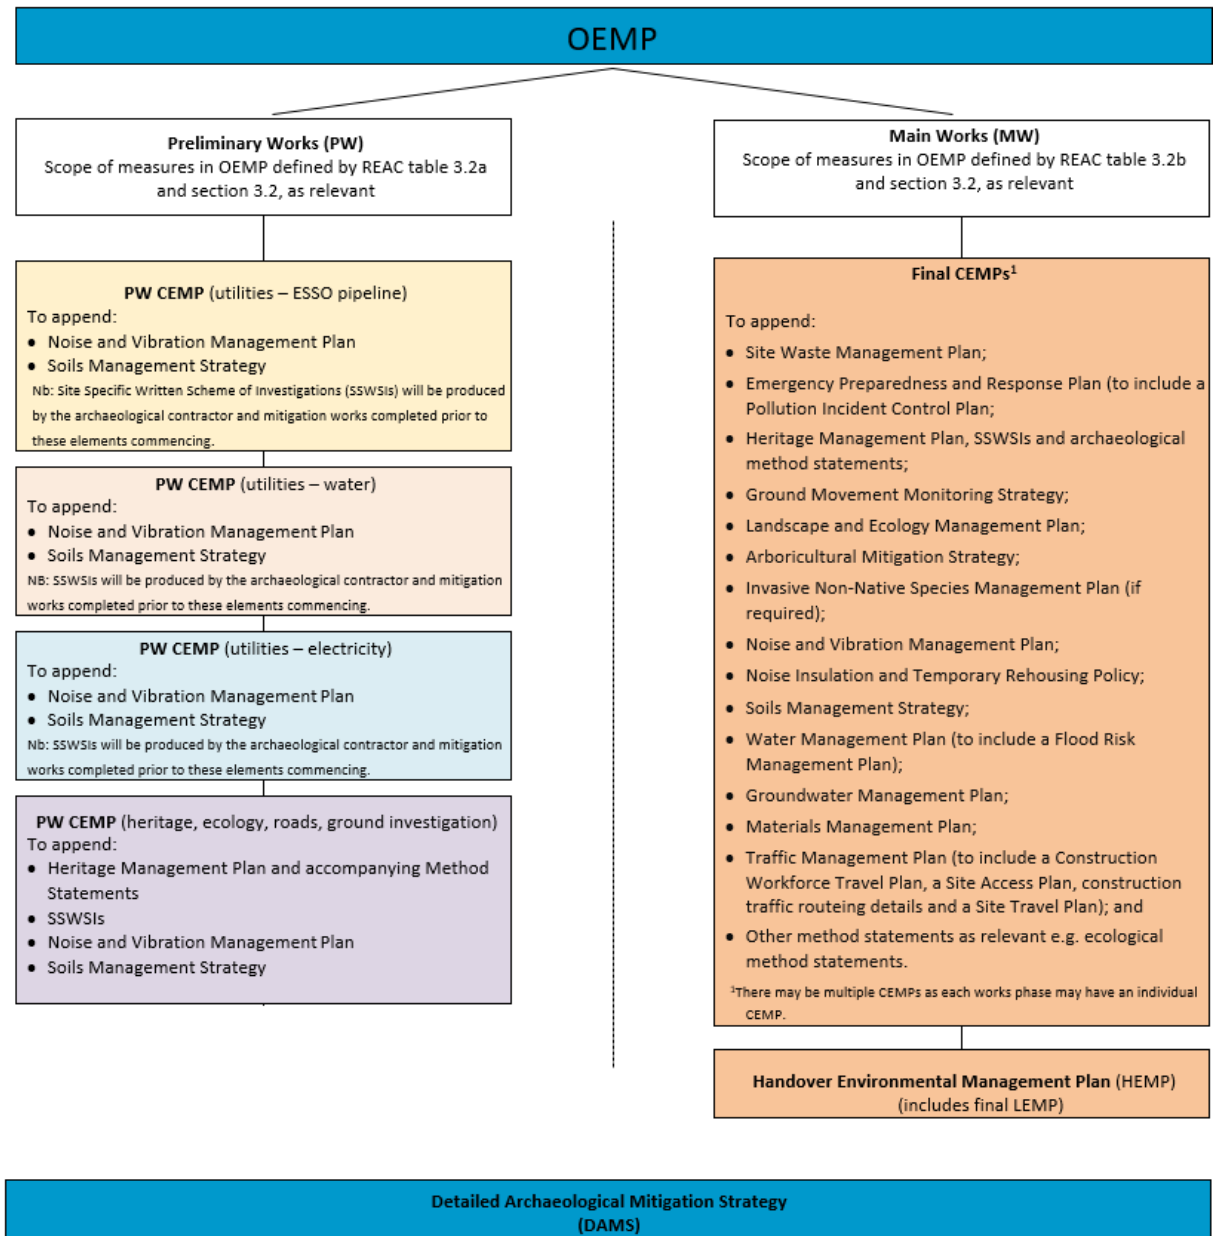 OEMP
Preliminary Works (PW)
Scope of measures in OEMP defined by REAC table 3.2a
and section 3.2, as relevant
PW CEMP (utilities – ESSO pipeline)
To append:
• Noise and Vibration Management Plan
• Soils Management Strategy
Nb: Site Specific Written Scheme of Investigations (SSWSIs) will be produced
by the archaeological contractor and mitigation works completed prior to
these elements commencing.
PW CEMP (utilities – water)
To append:
• Noise and Vibration Management Plan
• Soils Management Strategy
NB: SSWSIs will be produced by the archaeological contractor and mitigation
works completed prior to these elements commencing.
PW CEMP (utilities – electricity)
To append:
• Noise and Vibration Management Plan
• Soils Management Strategy
Nb: SSWSIs will be produced by the archaeological contractor and mitigation
works completed prior to these elements commencing.
PW CEMP (heritage, ecology, roads, ground investigation)
To append:
• Heritage Management Plan and accompanying Method
Statements
• SSWSIs
• Noise and Vibration Management Plan
• Soils Management Strategy
Main Works (MW)
Scope of measures in OEMP defined by REAC table 3.2b
and section 3.2, as relevant
Final CEMPs¹
To append:
• Site Waste Management Plan;
• Emergency Preparedness and Response Plan (to include a
Pollution Incident Control Plan;
• Heritage Management Plan, SSWSIs and archaeological
method statements;
• Ground Movement Monitoring Strategy;
• Landscape and Ecology Management Plan;
• Arboricultural Mitigation Strategy;
• Invasive Non-Native Species Management Plan (if
required);
• Noise and Vibration Management Plan;
• Noise Insulation and Temporary Rehousing Policy;
• Soils Management Strategy;
• Water Management Plan (to include a Flood Risk
Management Plan);
• Groundwater Management Plan;
• Materials Management Plan;
• Traffic Management Plan (to include a Construction
Workforce Travel Plan, a Site Access Plan, construction
traffic routeing details and a Site Travel Plan); and
• Other method statements as relevant e.g. ecological
method statements.
¹There may be multiple CEMPs as each works phase may have an individual
CEMP.
Handover Environmental Management Plan (HEMP)
(includes final LEMP)
Detailed Archaeological Mitigation Strategy
(DAMS)